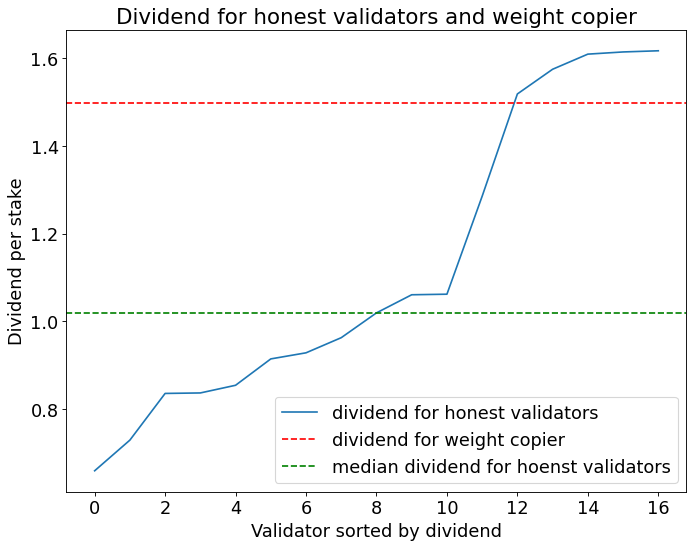 Dividend for honest validators and weight copier
Dividend per stake
1.6
1.4
1.2
1.0
0.8
dividend for honest validators
dividend for weight copier
median dividend for hoenst validators
0 2 4 6 8 10 12 14 16
Validator sorted by dividend